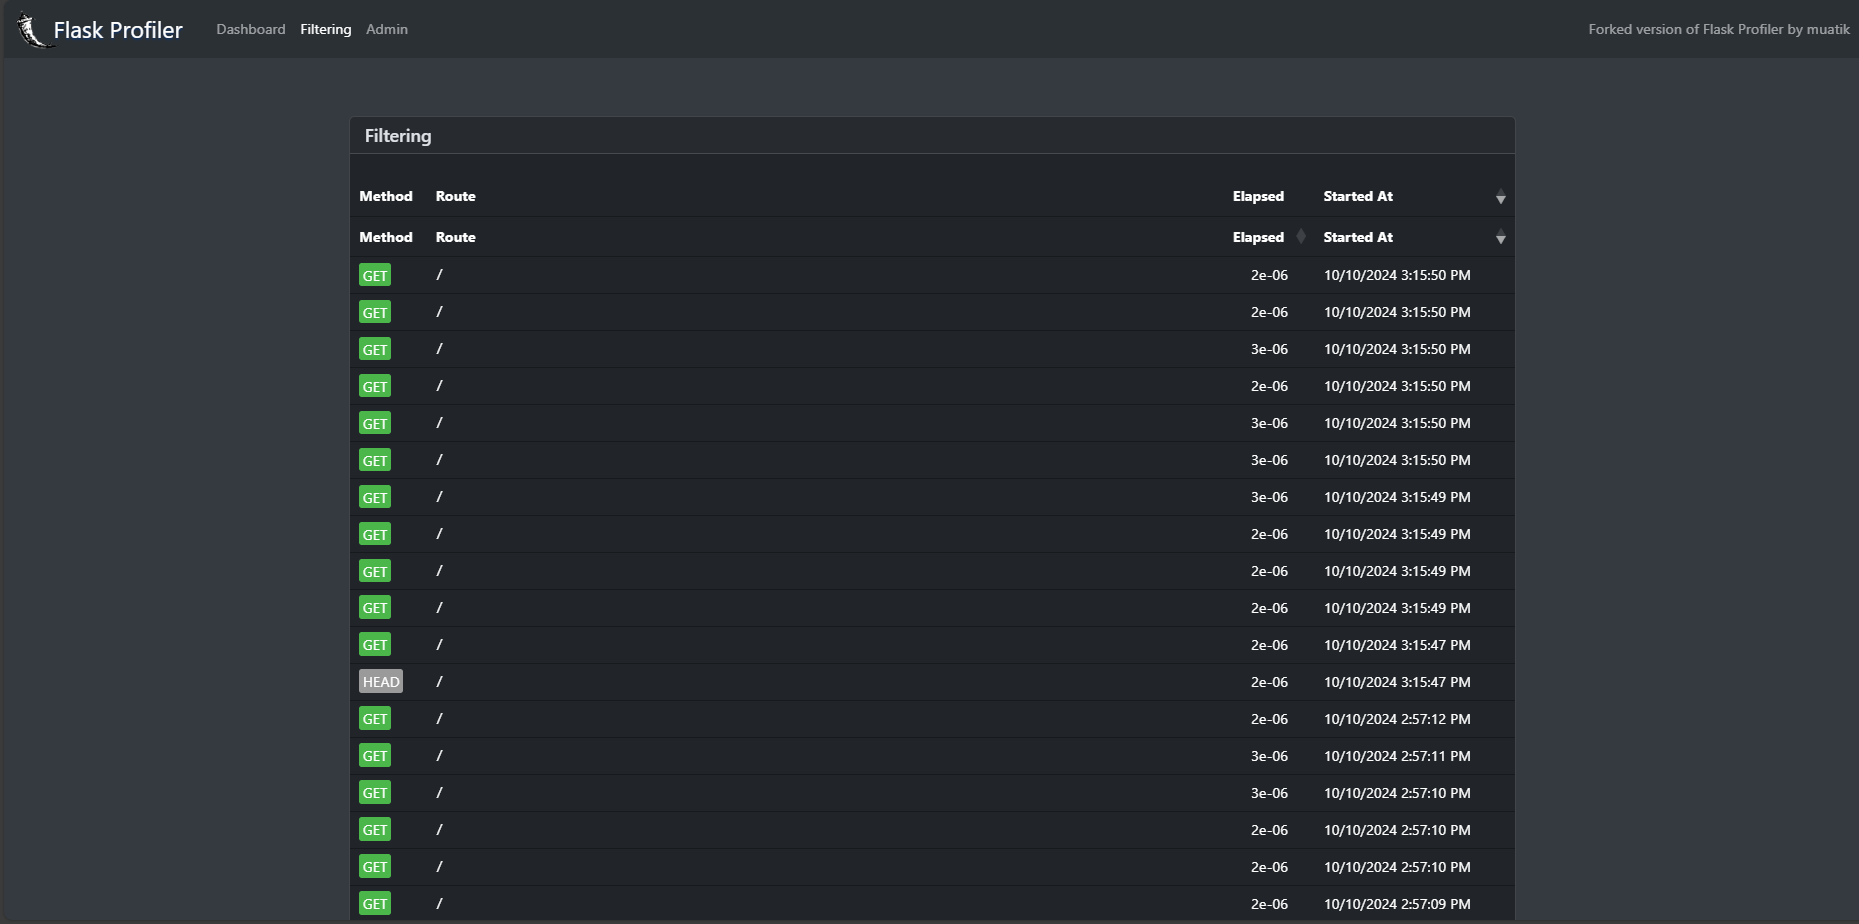 Flask Profiler Dashboard Filtering Admin Forked version of Flask Profiler by muatik
Filtering
Method Route Elapsed Started At
Method Route Elapsed Started At
GET / 2e-06 10/10/2024 3:15:50 PM
GET / 2e-06 10/10/2024 3:15:50 PM
GET / 3e-06 10/10/2024 3:15:50 PM
GET / 2e-06 10/10/2024 3:15:50 PM
GET / 3e-06 10/10/2024 3:15:50 PM
GET / 3e-06 10/10/2024 3:15:50 PM
GET / 3e-06 10/10/2024 3:15:49 PM
GET / 2e-06 10/10/2024 3:15:49 PM
GET / 2e-06 10/10/2024 3:15:49 PM
GET / 2e-06 10/10/2024 3:15:49 PM
GET / 2e-06 10/10/2024 3:15:47 PM
HEAD / 2e-06 10/10/2024 3:15:47 PM
GET / 2e-06 10/10/2024 2:57:12 PM
GET / 3e-06 10/10/2024 2:57:11 PM
GET / 3e-06 10/10/2024 2:57:10 PM
GET / 2e-06 10/10/2024 2:57:10 PM
GET / 2e-06 10/10/2024 2:57:10 PM
GET / 2e-06 10/10/2024 2:57:09 PM